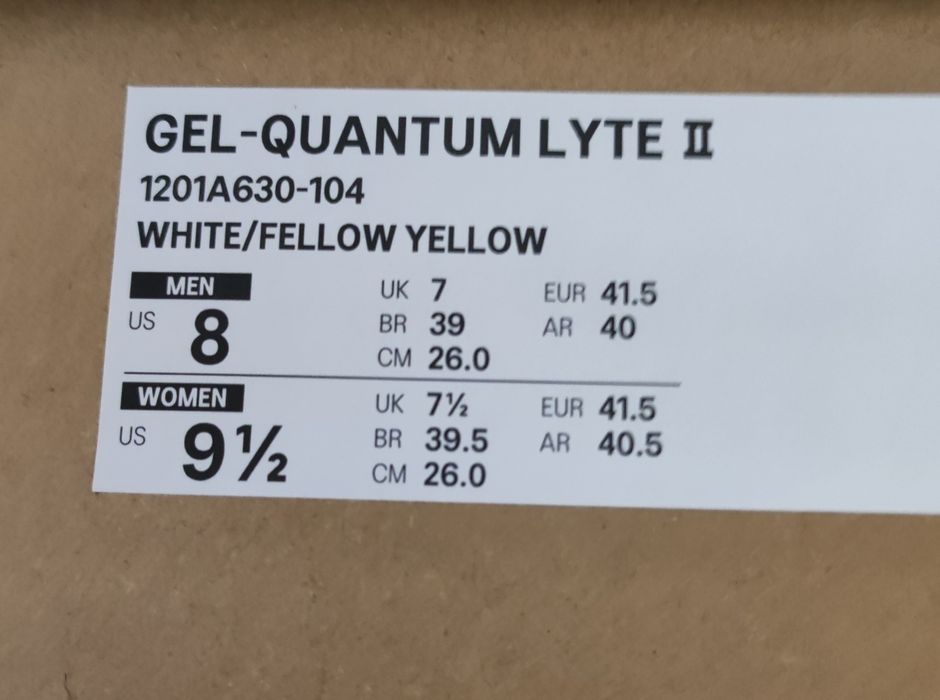 GEL-QUANTUM LYTE II
1201A630-104
WHITE/FELLOW YELLOW
MEN
US 8
UK 7 EUR 41.5
BR 39 AR 40
CM 26.0
WOMEN
US 9½
UK 7½ EUR 41.5
BR 39.5 AR 40.5
CM 26.0